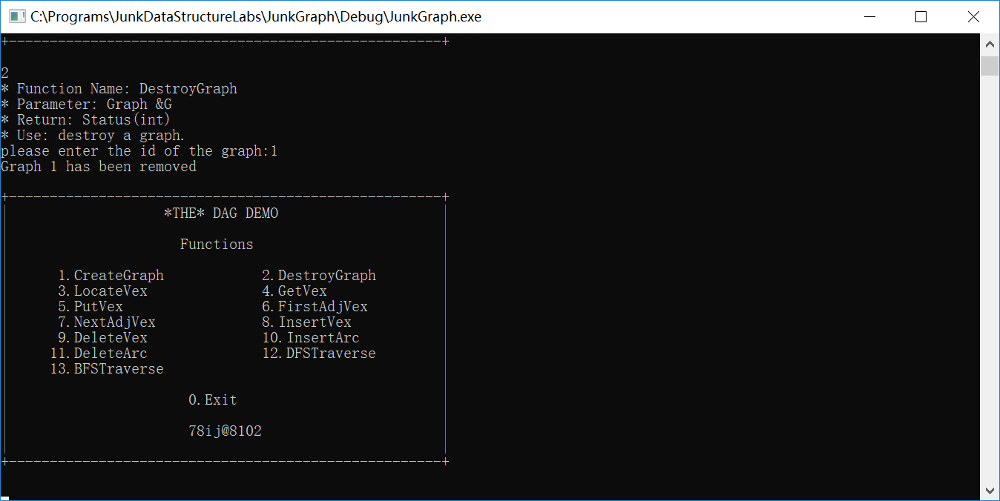 C:\Programs\JunkDataStructureLabs\JunkGraph\Debug\JunkGraph.exe
+-----------------------------------------------------+
2
* Function Name: DestroyGraph
* Parameter: Graph &G
* Return: Status(int)
* Use: destroy a graph.
please enter the id of the graph:1
Graph 1 has been removed
+-----------------------------------------------------+
*THE* DAG DEMO
Functions
1.CreateGraph 2.DestroyGraph
3.LocateVex 4.GetVex
5.PutVex 6.FirstAdjVex
7.NextAdjVex 8.InsertVex
9.DeleteVex 10.InsertArc
11.DeleteArc 12.DFSTraverse
13.BFSTraverse
0.Exit
78ij@8102
+-----------------------------------------------------+